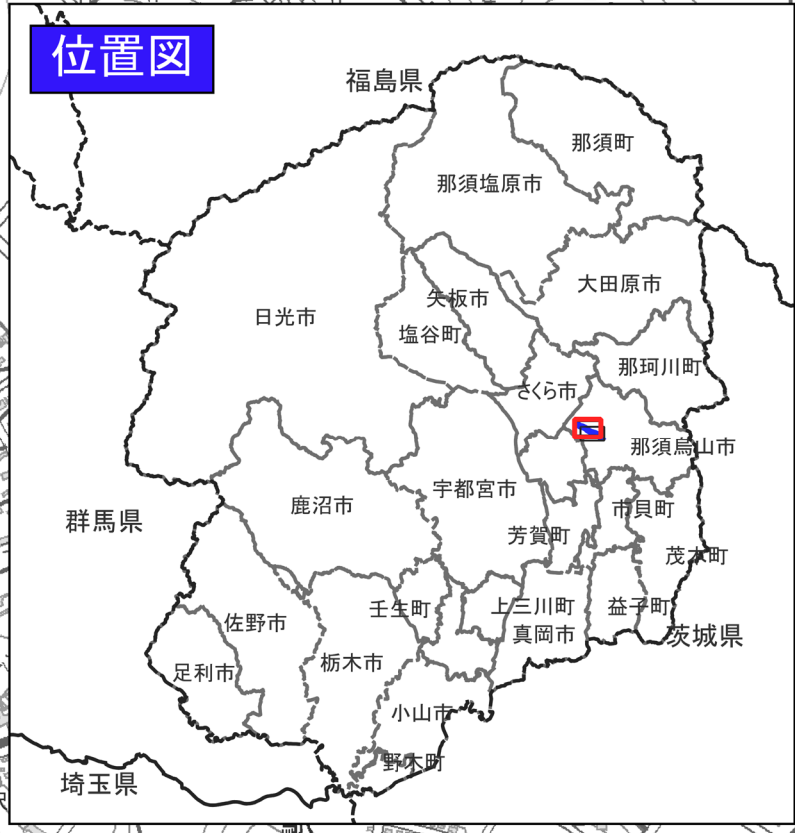 位置図
福島県
那須町
那須塩原市
大田原市
矢板市
日光市
塩谷町
那珂川町
さくら市
那須烏山市
宇都宮市
鹿沼市
市貝町
群馬県
芳賀町
茂木町
壬生町
上三川町
益子町
佐野市
真岡市
茨城県
栃木市
足利市
小山市
野木町
埼玉県